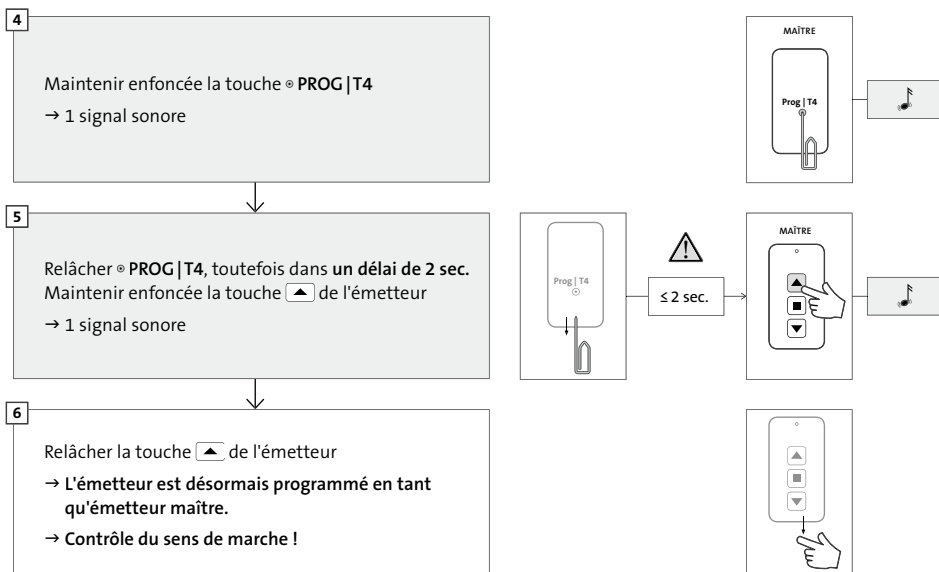 4
Maintenir enfoncée la touche ⦿ PROG|T4
→ 1 signal sonore
MAÎTRE
Prog | T4
5
Relâcher ⦿ PROG|T4, toutefois dans un délai de 2 sec.
Maintenir enfoncée la touche ▲ de l'émetteur
→ 1 signal sonore
Prog | T4
≤ 2 sec.
MAÎTRE
6
Relâcher la touche ▲ de l'émetteur
→ L'émetteur est désormais programmé en tant
qu'émetteur maître.
→ Contrôle du sens de marche !